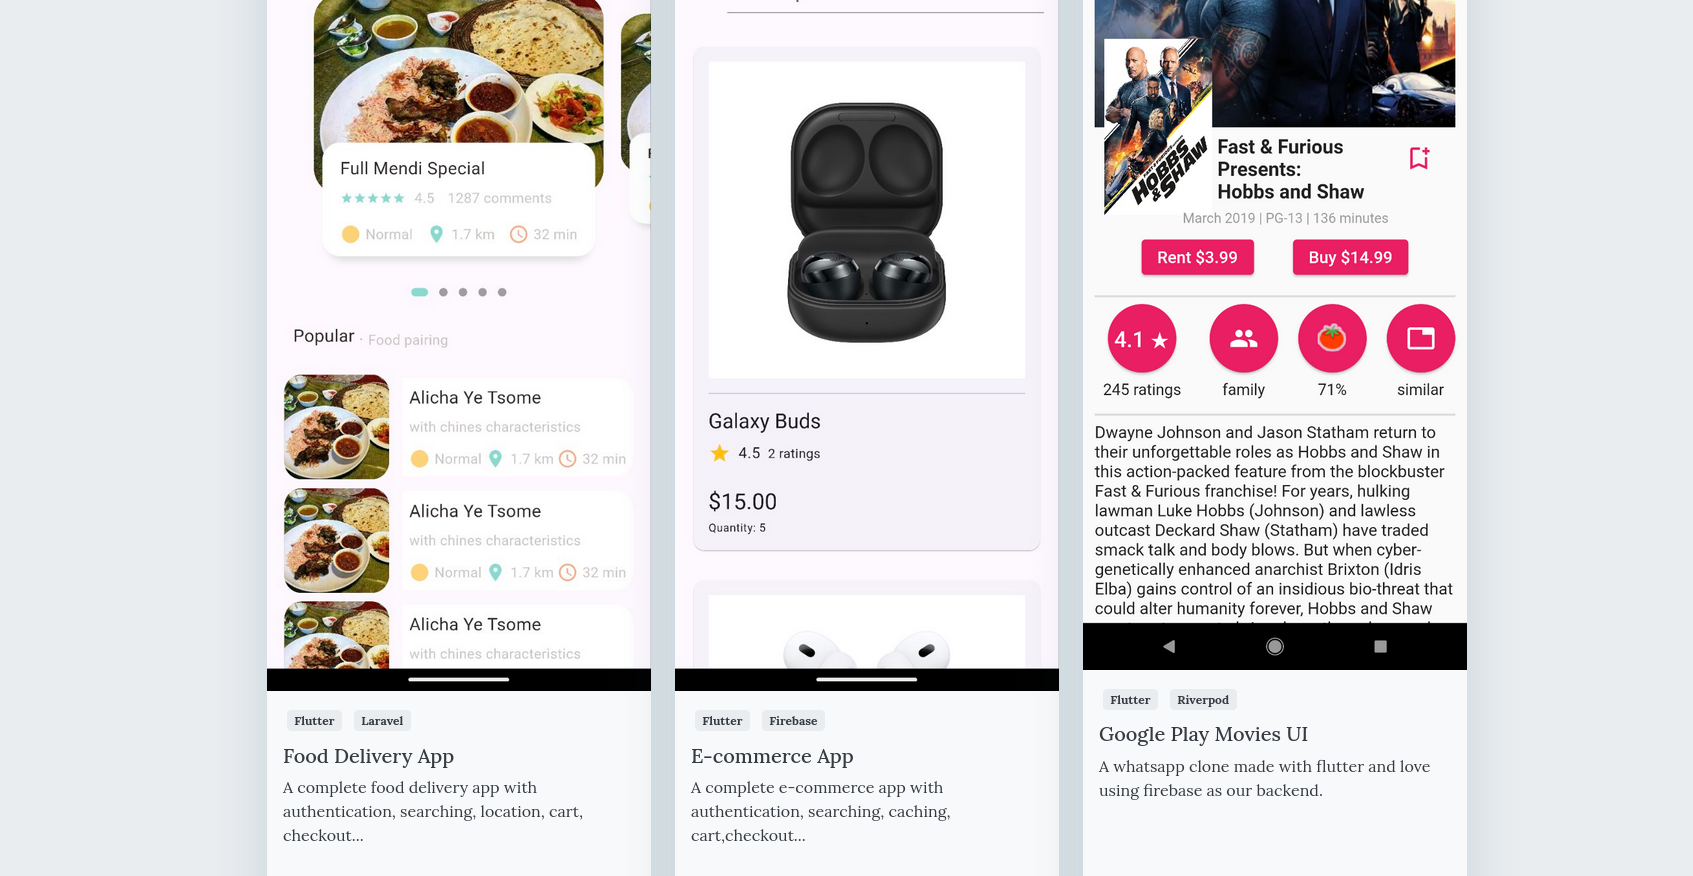 Full Mendi Special
4.5 1287 comments
Normal 1.7 km 32 min
Popular · Food pairing
Alicha Ye Tsome
with chines characteristics
Normal 1.7 km 32 min
Alicha Ye Tsome
with chines characteristics
Normal 1.7 km 32 min
Alicha Ye Tsome
with chines characteristics
Flutter Laravel
Food Delivery App
A complete food delivery app with
authentication, searching, location, cart,
checkout...
Galaxy Buds
4.5 2 ratings
$15.00
Quantity: 5
Flutter Firebase
E-commerce App
A complete e-commerce app with
authentication, searching, caching,
cart,checkout...
HOBBS
& SHAW
Fast & Furious
Presents:
Hobbs and Shaw
March 2019 | PG-13 | 136 minutes
Rent $3.99 Buy $14.99
4.1
245 ratings family 71% similar
Dwayne Johnson and Jason Statham return to
their unforgettable roles as Hobbs and Shaw in
this action-packed feature from the blockbuster
Fast & Furious franchise! For years, hulking
lawman Luke Hobbs (Johnson) and lawless
outcast Deckard Shaw (Statham) have traded
smack talk and body blows. But when cyber-
genetically enhanced anarchist Brixton (Idris
Elba) gains control of an insidious bio-threat that
could alter humanity forever, Hobbs and Shaw
Flutter Riverpod
Google Play Movies UI
A whatsapp clone made with flutter and love
using firebase as our backend.